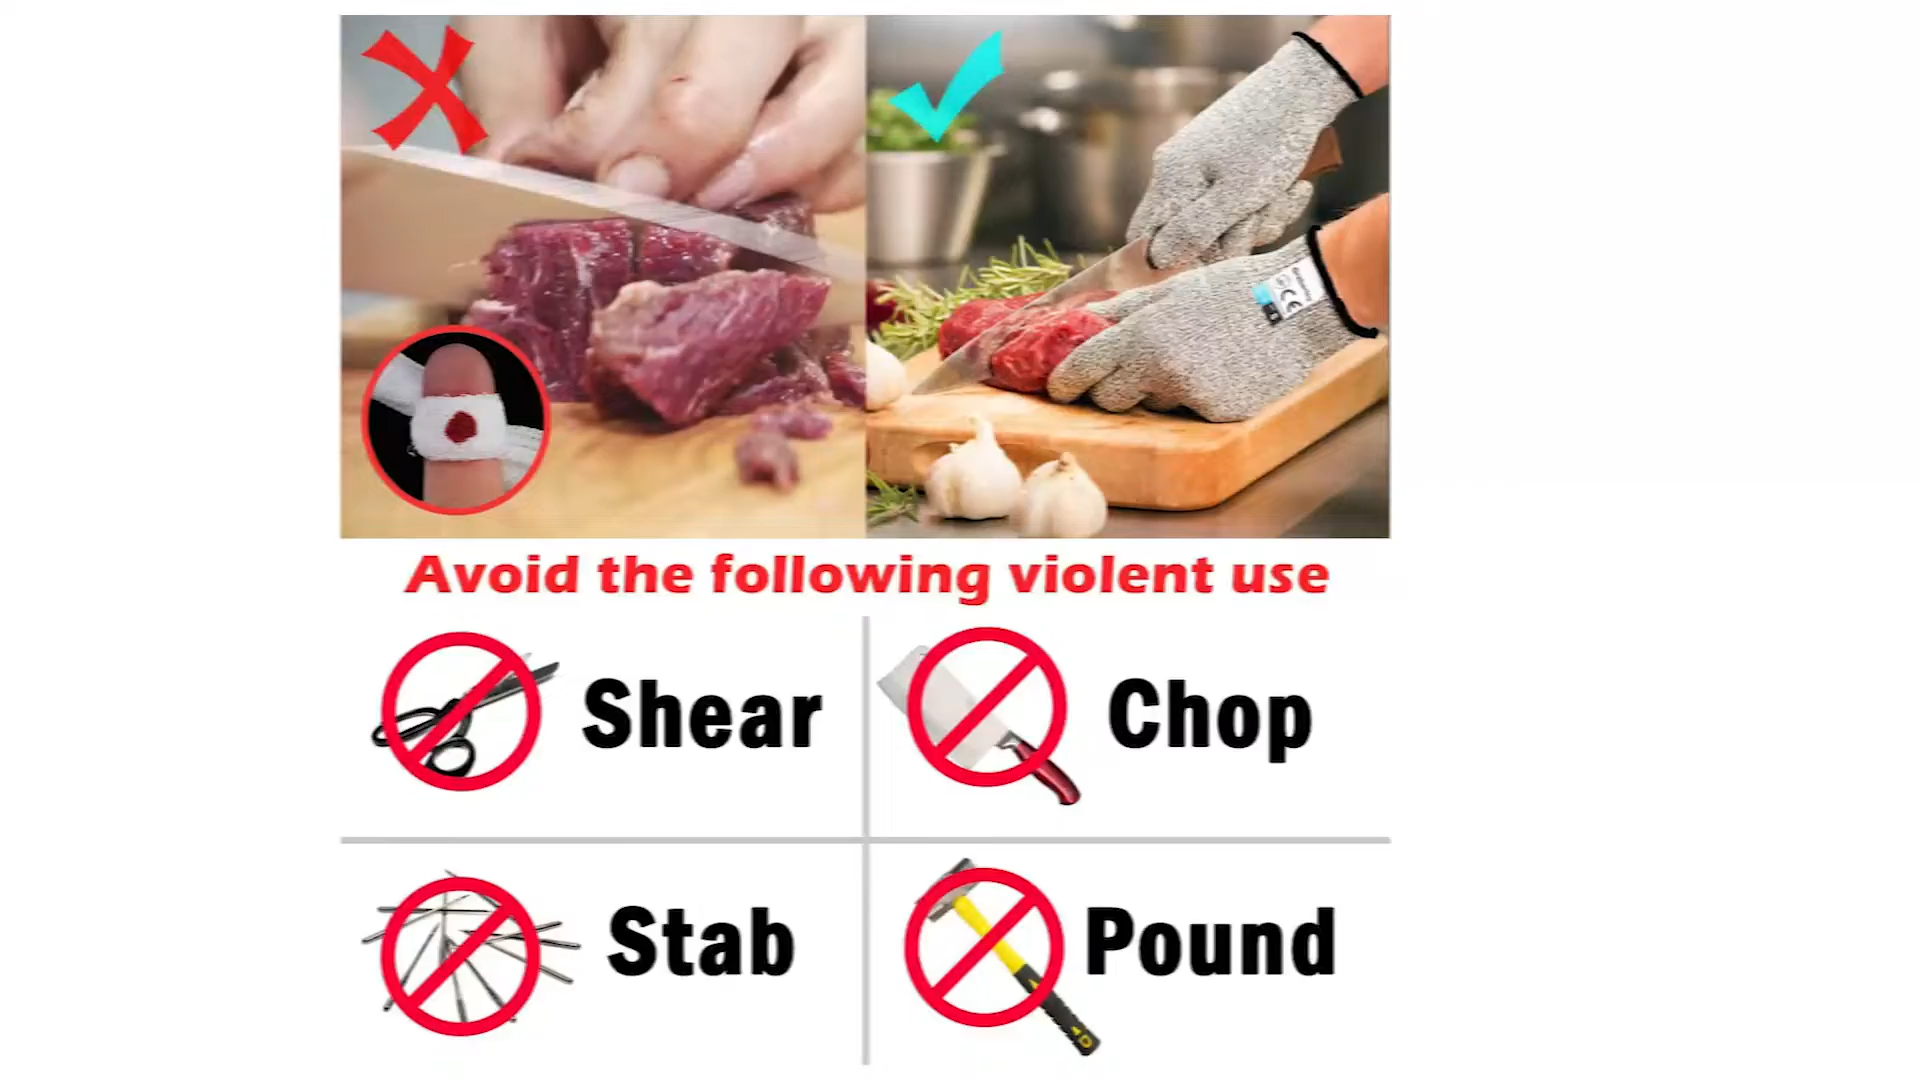 Avoid the following violent use
Shear
Chop
Stab
Pound